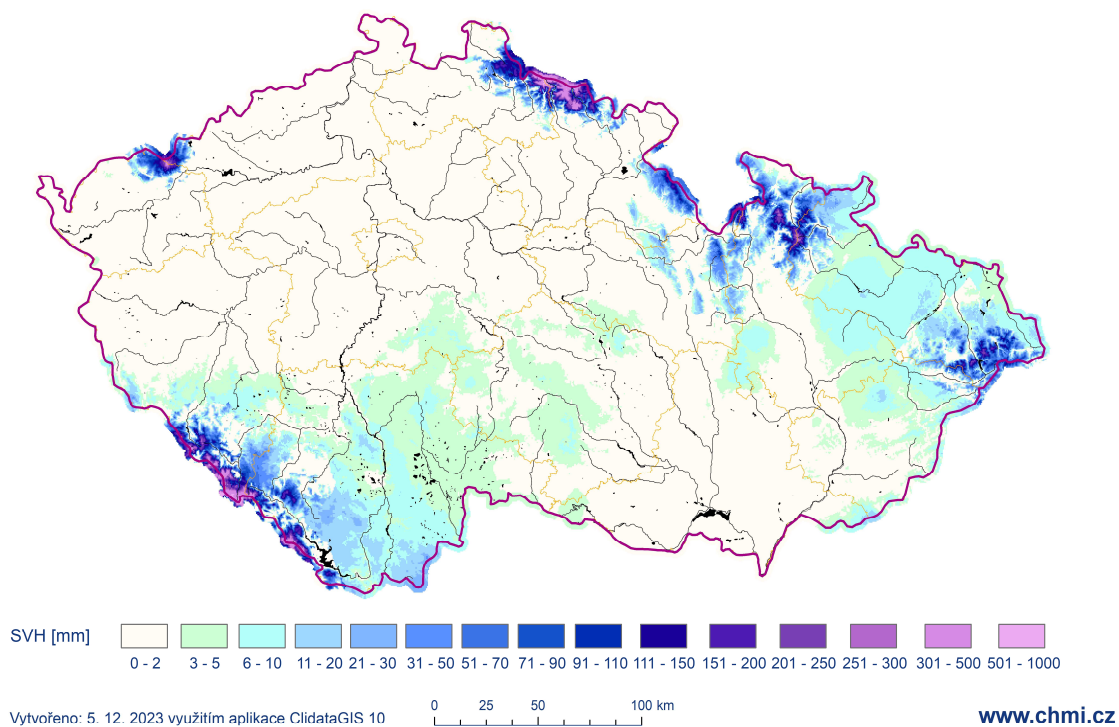 SVH [mm]
0 - 2 3 - 5 6 - 10 11 - 20 21 - 30 31 - 50 51 - 70 71 - 90 91 - 110 111 - 150 151 - 200 201 - 250 251 - 300 301 - 500 501 - 1000
0 25 50 100 km
Vytvořeno: 5. 12. 2023 využitím aplikace ClidataGIS 10
www.chmi.cz